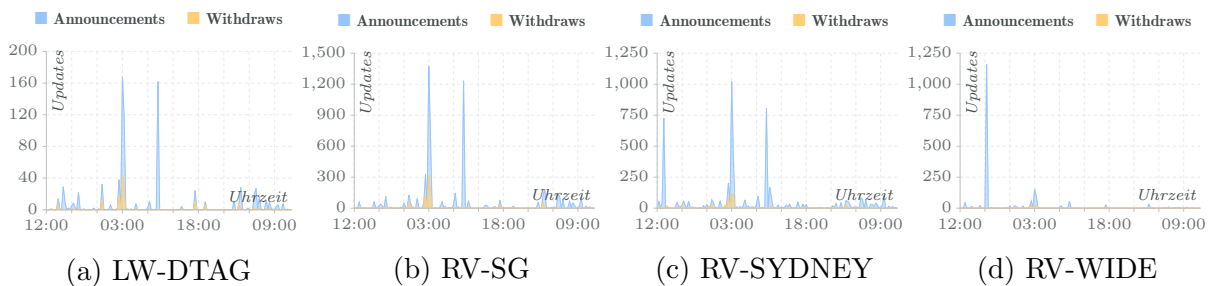 Announcements Withdraws Announcements Withdraws Announcements Withdraws Announcements Withdraws
Updates
200
160
120
80
40
0
12:00 03:00 18:00 09:00
Uhrzeit
(a) LW-DTAG
Updates
1,500
1,200
900
600
300
0
12:00 03:00 18:00 09:00
Uhrzeit
(b) RV-SG
Updates
1,250
1,000
750
500
250
0
12:00 03:00 18:00 09:00
Uhrzeit
(c) RV-SYDNEY
Updates
1,250
1,000
750
500
250
0
12:00 03:00 18:00 09:00
Uhrzeit
(d) RV-WIDE